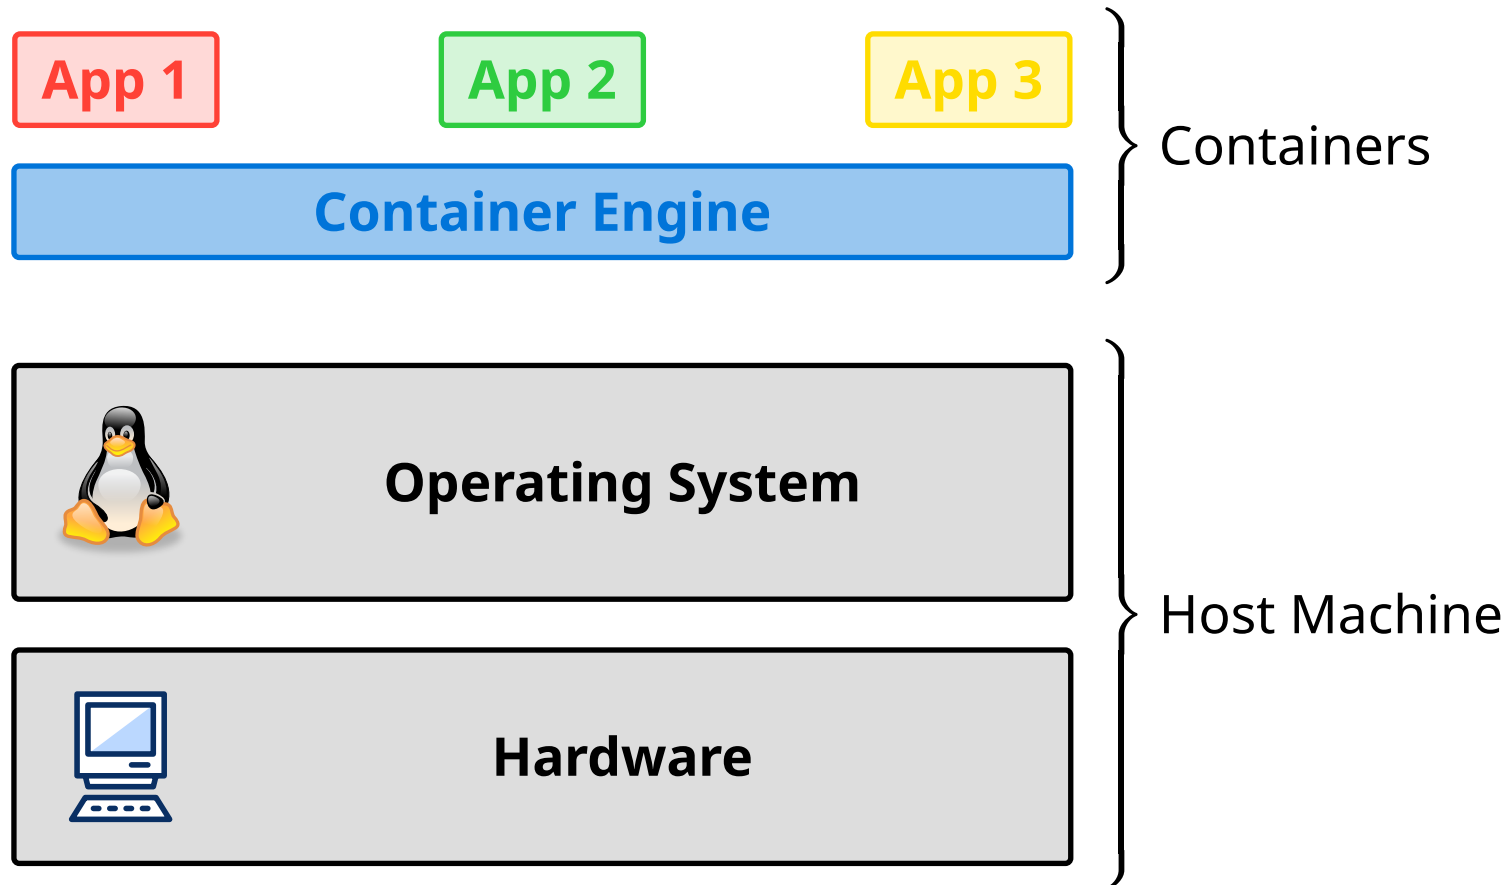 App 1
App 2
App 3
Containers
Container Engine
Operating System
Host Machine
Hardware